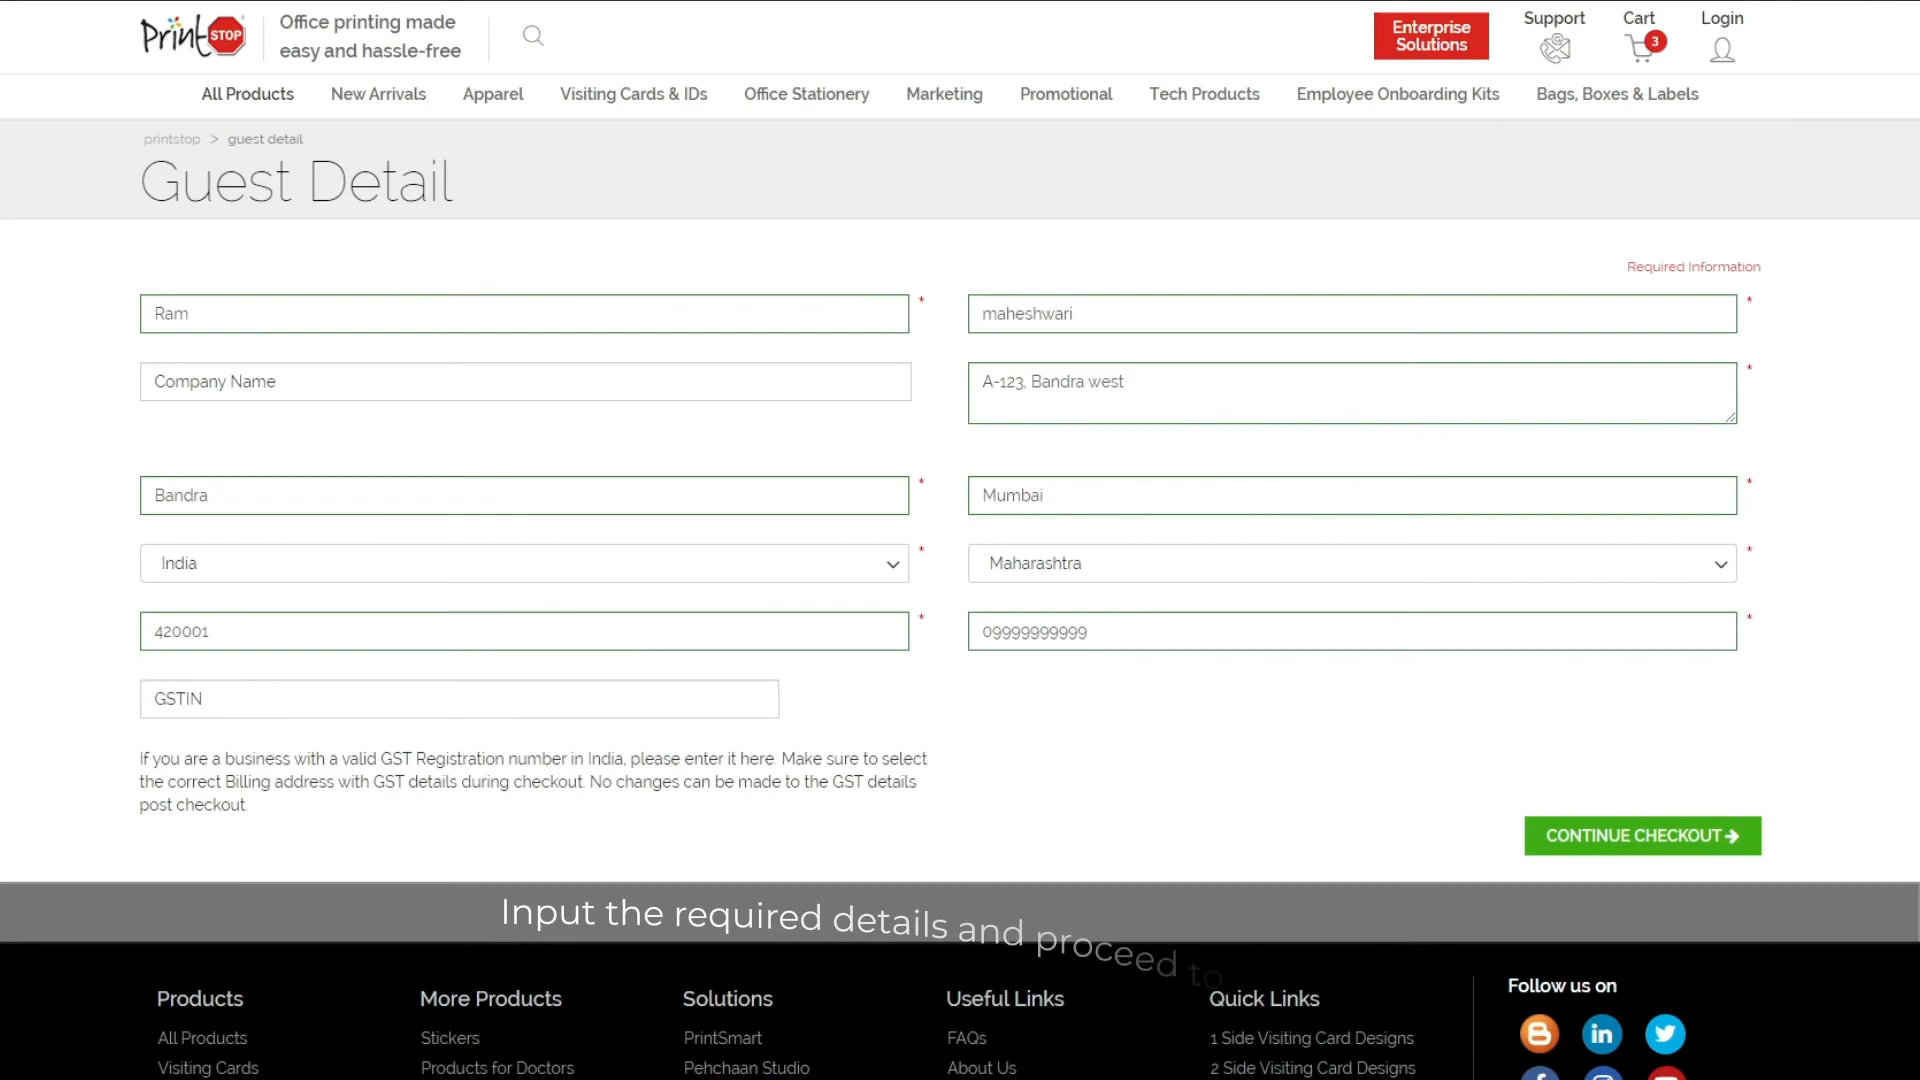 Print STOP
Office printing made
easy and hassle-free
Enterprise
Solutions
Support
Cart
3
Login
All Products
New Arrivals
Apparel
Visiting Cards & IDs
Office Stationery
Marketing
Promotional
Tech Products
Employee Onboarding Kits
Bags, Boxes & Labels
printstop > guest detail
Guest Detail
Required Information
Ram *
maheshwari *
Company Name
A-123, Bandra west *
Bandra *
Mumbai *
India *
Maharashtra *
420001 *
09999999999 *
GSTIN
If you are a business with a valid GST Registration number in India, please enter it here. Make sure to select
the correct Billing address with GST details during checkout. No changes can be made to the GST details
post checkout.
CONTINUE CHECKOUT
Input the required details and proceed to
Products
All Products
Visiting Cards
More Products
Stickers
Products for Doctors
Solutions
PrintSmart
Pehchaan Studio
Useful Links
FAQs
About Us
Quick Links
1 Side Visiting Card Designs
2 Side Visiting Card Designs
Follow us on
in